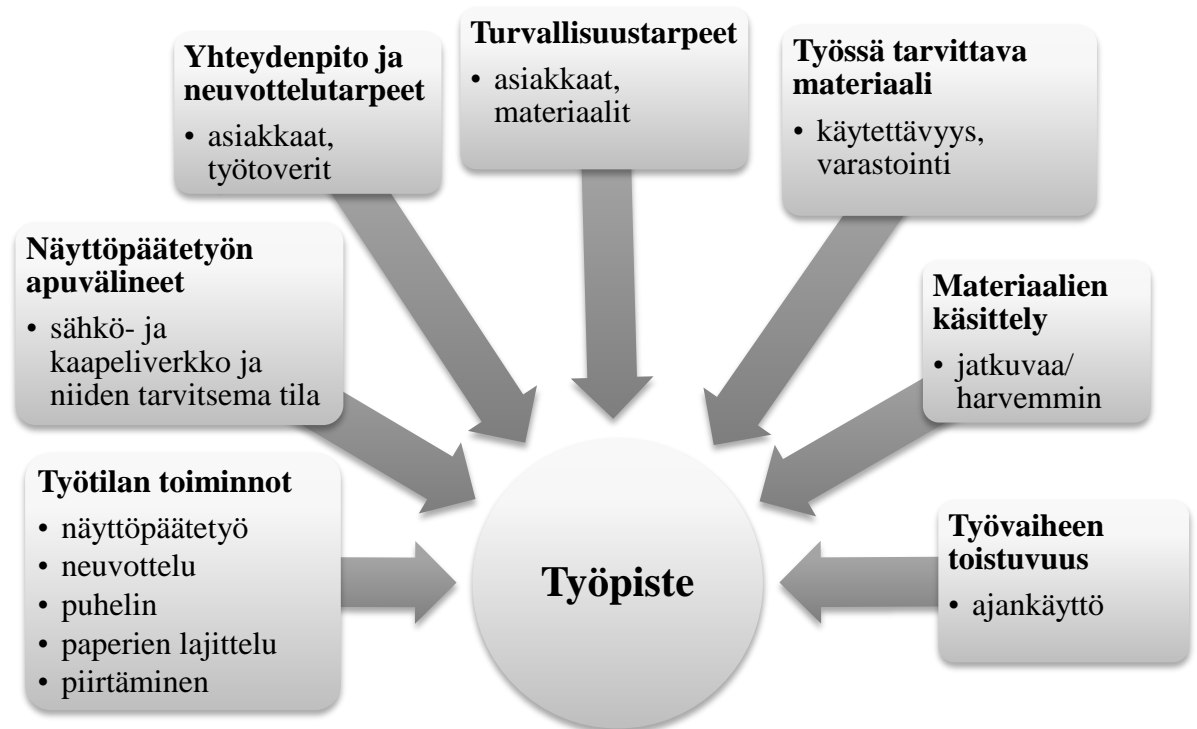 Yhteydenpito ja
neuvottelutarpeet
• asiakkaat,
työtoverit
Turvallisuustarpeet
• asiakkaat,
materiaalit
Työssä tarvittava
materiaali
• käytettävyys,
varastointi
Näyttöpäätetyön
apuvälineet
• sähkö- ja
kaapeliverkko ja
niiden tarvitsema tila
Materiaalien
käsittely
• jatkuvaa/
harvemmin
Työtilan toiminnot
• näyttöpäätetyö
• neuvottelu
• puhelin
• paperien lajittelu
• piirtäminen
Työpiste
Työvaiheen
toistuvuus
• ajankäyttö